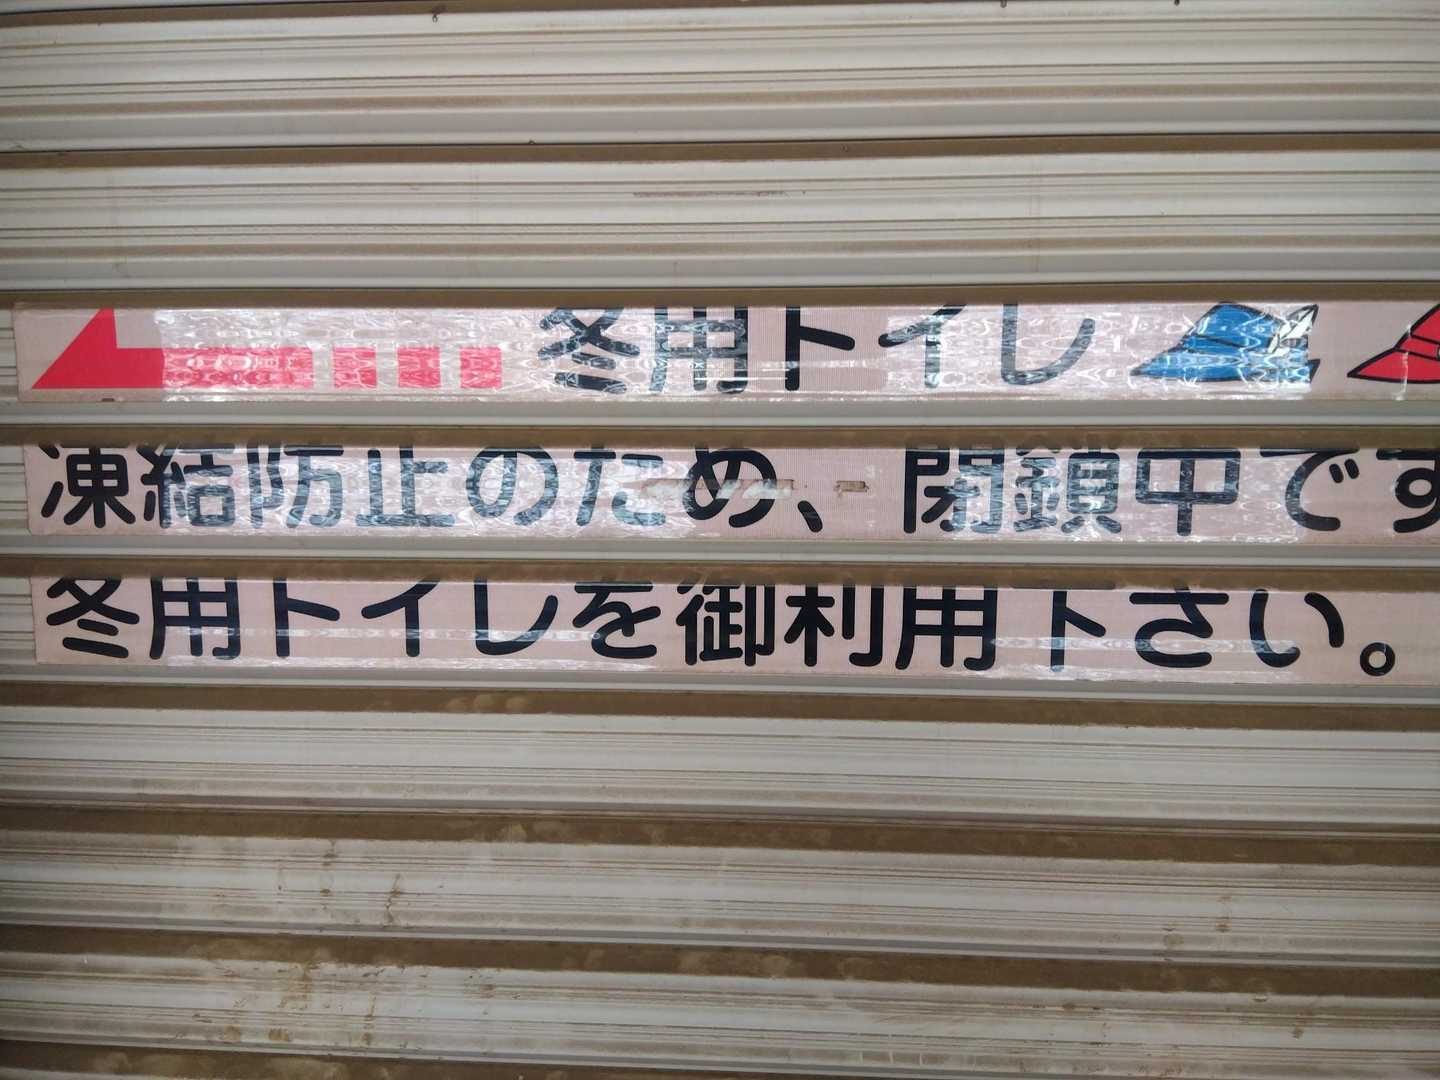 冬用トイレ
凍結防止のため、閉鎖中です
冬用トイレを御利用下さい。